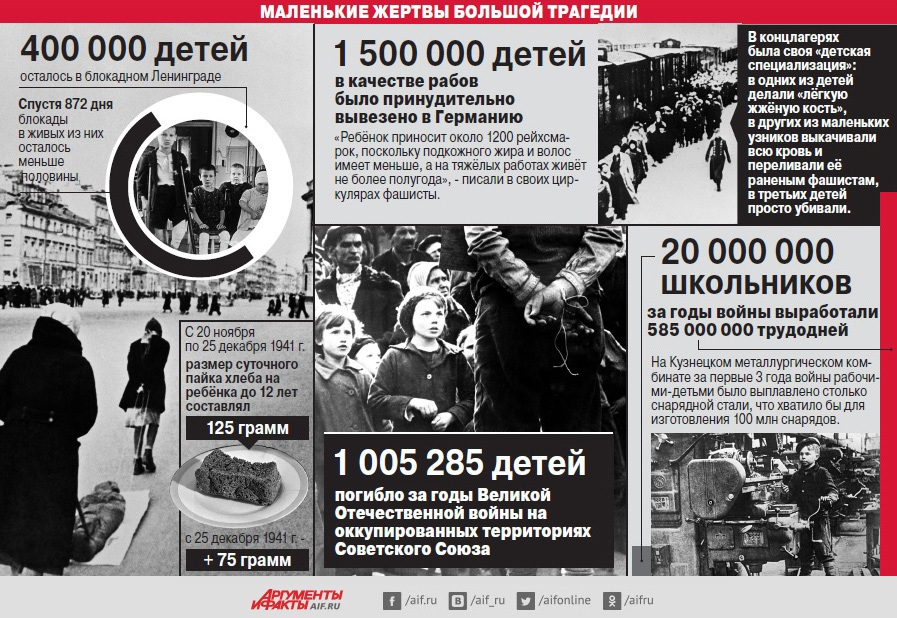 МАЛЕНЬКИЕ ЖЕРТВЫ БОЛЬШОЙ ТРАГЕДИИ
400 000 детей
осталось в блокадном Ленинграде
Спустя 872 дня
блокады
в живых из них
осталось
меньше
половины
1 500 000 детей
в качестве рабов
было принудительно
вывезено в Германию
«Ребёнок приносит около 1200 рейхсма-
рок, поскольку подкожного жира и волос
имеет меньше, а на тяжёлых работах живёт
не более полугода», - писали в своих цир-
кулярах фашисты.
В концлагерях
была своя «детская
специализация»:
в одних из детей
делали «лёгкую
жжёную кость»,
в других из маленьких
узников выкачивали
всю кровь и
переливали её
раненым фашистам,
в третьих детей
просто убивали.
С 20 ноября
по 25 декабря 1941 г.
размер суточного
пайка хлеба на
ребёнка до 12 лет
составлял
125 грамм
с 25 декабря 1941 г. -
+ 75 грамм
1 005 285 детей
погибло за годы Великой
Отечественной войны на
оккупированных территориях
Советского Союза
20 000 000
ШКОЛЬНИКОВ
за годы войны выработали
585 000 000 трудодней
На Кузнецком металлургическом ком-
бинате за первые 3 года войны рабочи-
ми-детьми было выплавлено столько
снарядной стали, что хватило бы для
изготовления 100 млн снарядов.
АРГУМЕНТЫ
И ФАКТЫ AIF.RU
f /aif.ru B /aif_ru /aifonline /aifru